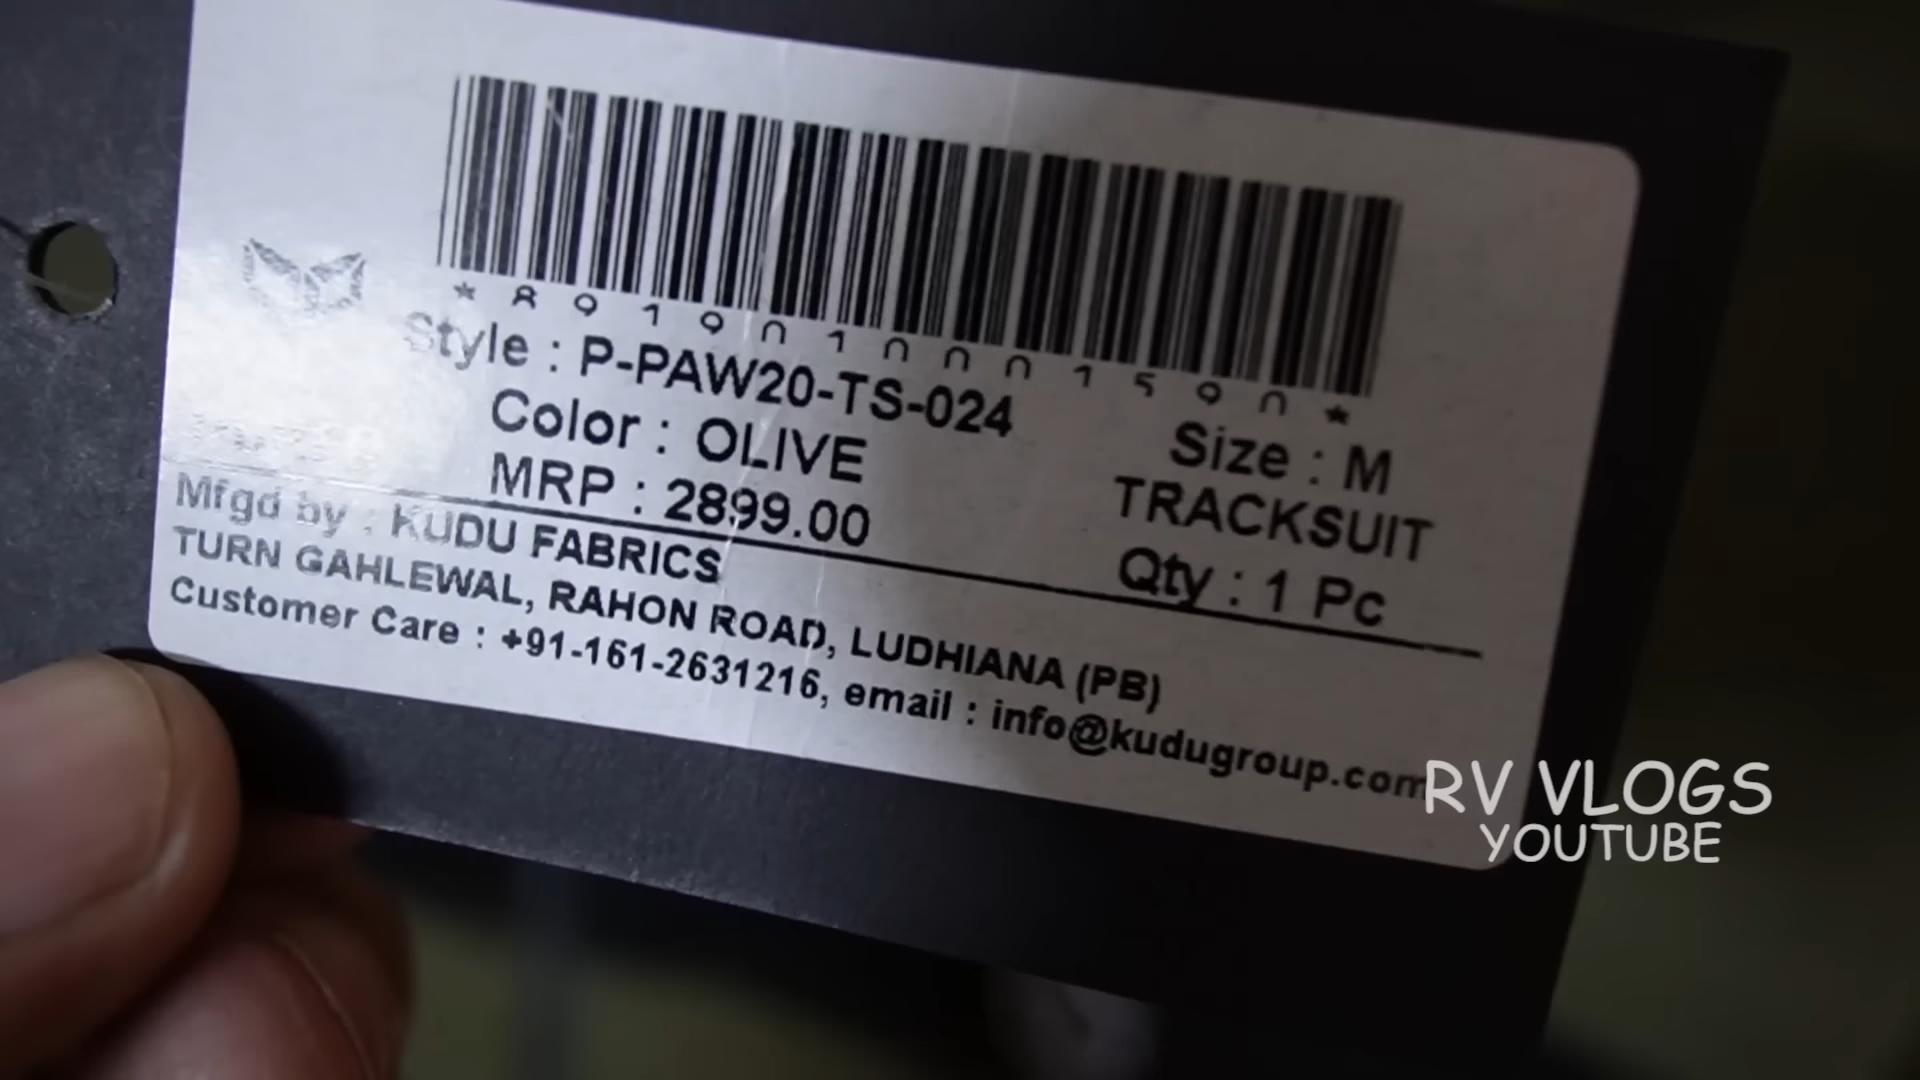 *8919010001590*
Style : P-PAW20-TS-024
Color : OLIVE
Size : M
MRP : 2899.00
TRACKSUIT
Qty : 1 Pc
Mfgd by : KUDU FABRICS
TURN GAHLEWAL, RAHON ROAD, LUDHIANA (PB)
Customer Care : +91-161-2631216, email : info@kudugroup.com
RV VLOGS
YOUTUBE